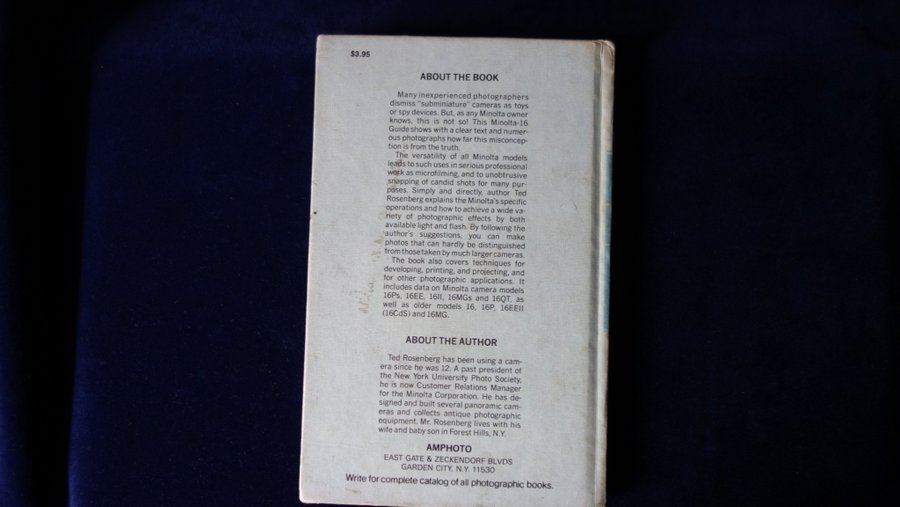 $3.95
ABOUT THE BOOK
Many inexperienced photographers
dismiss "subminiature" cameras as toys
or spy devices. But, as any Minolta owner
knows, this is not so! This Minolta-16
Guide shows with a clear text and numer-
ous photographs how far this misconcep-
tion is from the truth.
The versatility of all Minolta models
leads to such uses in serious professional
work as microfilming, and to unobtrusive
snapping of candid shots for many pur-
poses. Simply and directly, author Ted
Rosenberg explains the Minolta's specific
operations and how to achieve a wide va-
riety of photographic effects by both
available light and flash. By following the
author's suggestions, you can make
photos that can hardly be distinguished
from those taken by much larger cameras.
The book also covers techniques for
developing, printing, and projecting, and
for other photographic applications. It
includes data on Minolta camera models
16Ps, 16EE, 16II, 16MGs and 16QT, as
well as older models 16, 16P, 16EEII
(16CdS) and 16MG.
ABOUT THE AUTHOR
Ted Rosenberg has been using a cam-
era since he was 12. A past president of
the New York University Photo Society,
he is now Customer Relations Manager
for the Minolta Corporation. He has de-
signed and built several panoramic cam-
eras and collects antique photographic
equipment. Mr. Rosenberg lives with his
wife and baby son in Forest Hills, N.Y.
AMPHOTO
EAST GATE & ZECKENDORF BLVDS
GARDEN CITY, N.Y. 11530
Write for complete catalog of all photographic books.